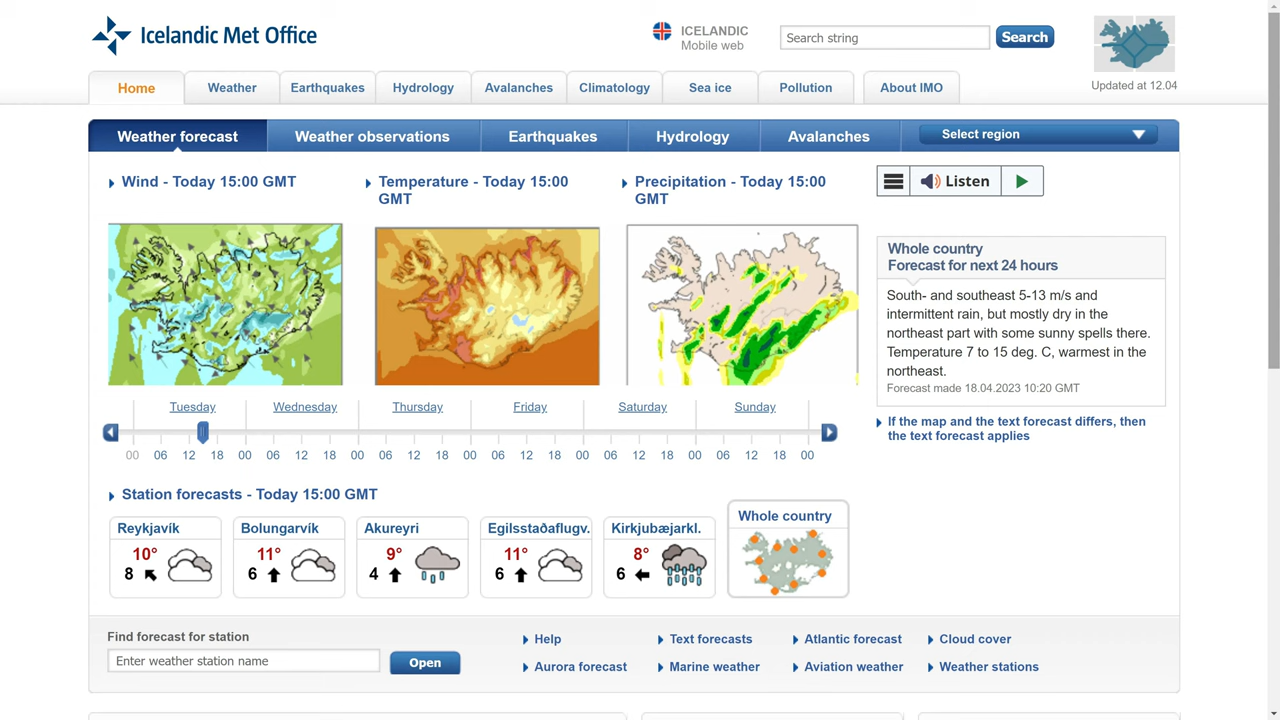 Icelandic Met Office
ICELANDIC
Mobile web
Search string
Search
Updated at 12.04
Home
Weather
Earthquakes
Hydrology
Avalanches
Climatology
Sea ice
Pollution
About IMO
Weather forecast
Weather observations
Earthquakes
Hydrology
Avalanches
Select region
Wind - Today 15:00 GMT
Temperature - Today 15:00
GMT
Precipitation - Today 15:00
GMT
Listen
Whole country
Forecast for next 24 hours
South- and southeast 5-13 m/s and
intermittent rain, but mostly dry in the
northeast part with some sunny spells there.
Temperature 7 to 15 deg. C, warmest in the
northeast.
Forecast made 18.04.2023 10:20 GMT
If the map and the text forecast differs, then
the text forecast applies
Tuesday Wednesday Thursday Friday Saturday Sunday
00 06 12 18 00 06 12 18 00 06 12 18 00 06 12 18 00 06 12 18 00 06 12 18 00
Station forecasts - Today 15:00 GMT
Reykjavík
10°
8
Bolungarvík
11°
6
Akureyri
9°
4
Egilsstaðaflugv.
11°
6
Kirkjubæjarkl.
8°
6
Whole country
Find forecast for station
Enter weather station name
Open
Help
Text forecasts
Atlantic forecast
Cloud cover
Aurora forecast
Marine weather
Aviation weather
Weather stations